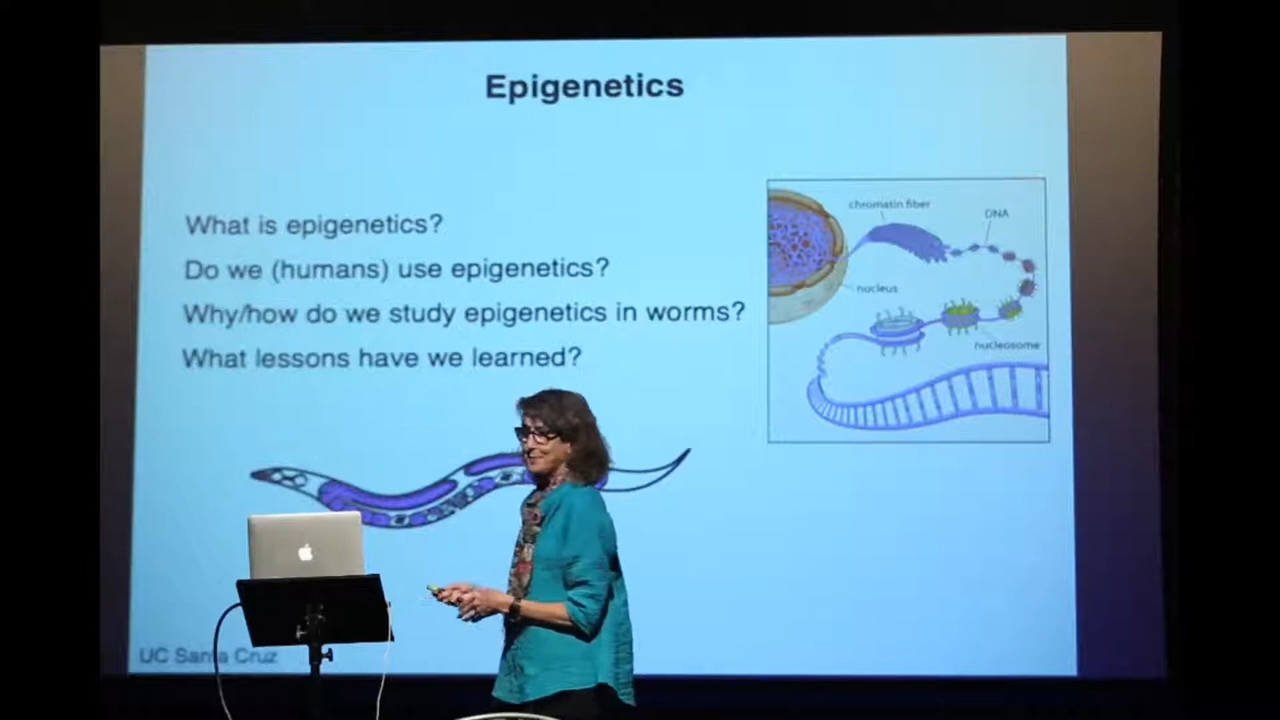 Epigenetics
What is epigenetics?
Do we (humans) use epigenetics?
Why/how do we study epigenetics in worms?
What lessons have we learned?
chromatin fiber
DNA
nucleus
nucleosome
UC Santa Cruz